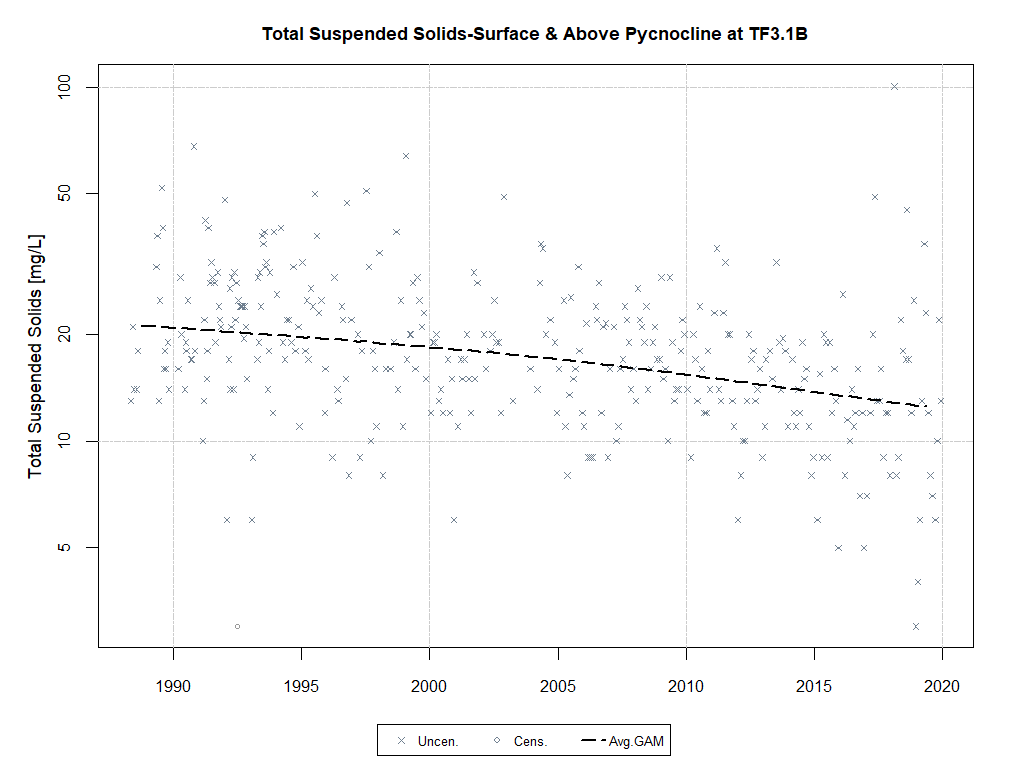 Total Suspended Solids-Surface & Above Pycnocline at TF3.1B
Total Suspended Solids [mg/L]
100
50
20
10
5
1990 1995 2000 2005 2010 2015 2020
Uncen. Cens. Avg.GAM